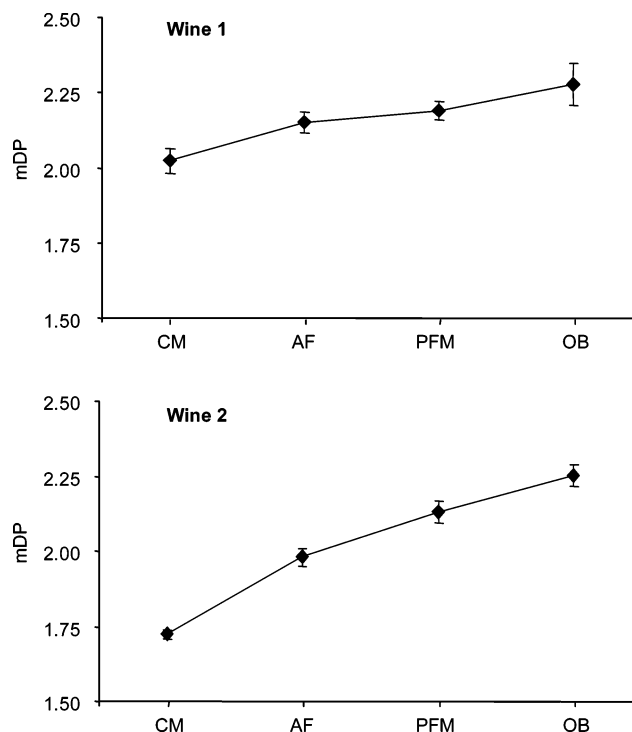 Wine 1
mDP
2.50
2.25
2.00
1.75
1.50
CM AF PFM OB
Wine 2
mDP
2.50
2.25
2.00
1.75
1.50
CM AF PFM OB